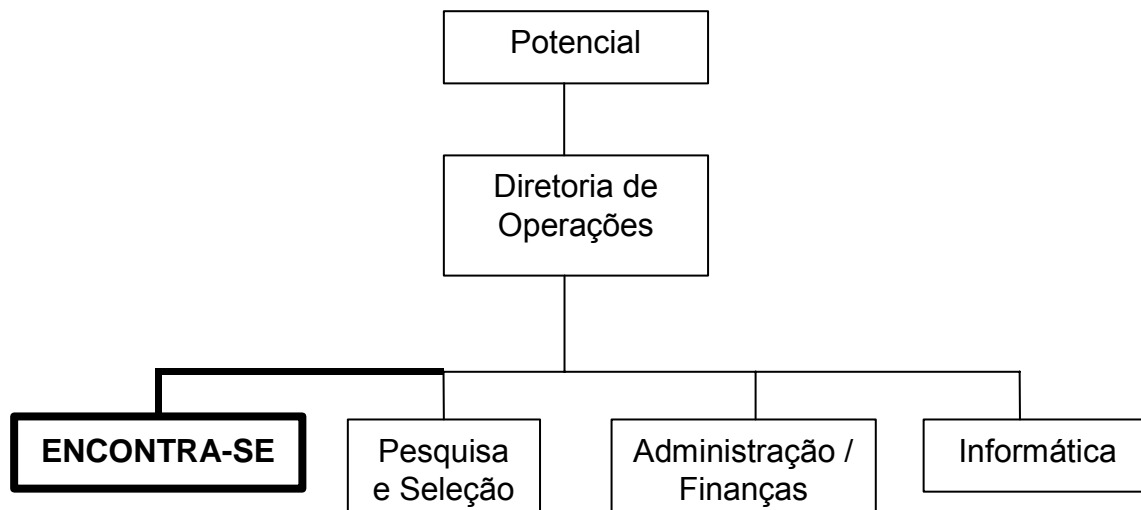 Potencial
Diretoria de
Operações
ENCONTRA-SE
Pesquisa
e Seleção
Administração /
Finanças
Informática